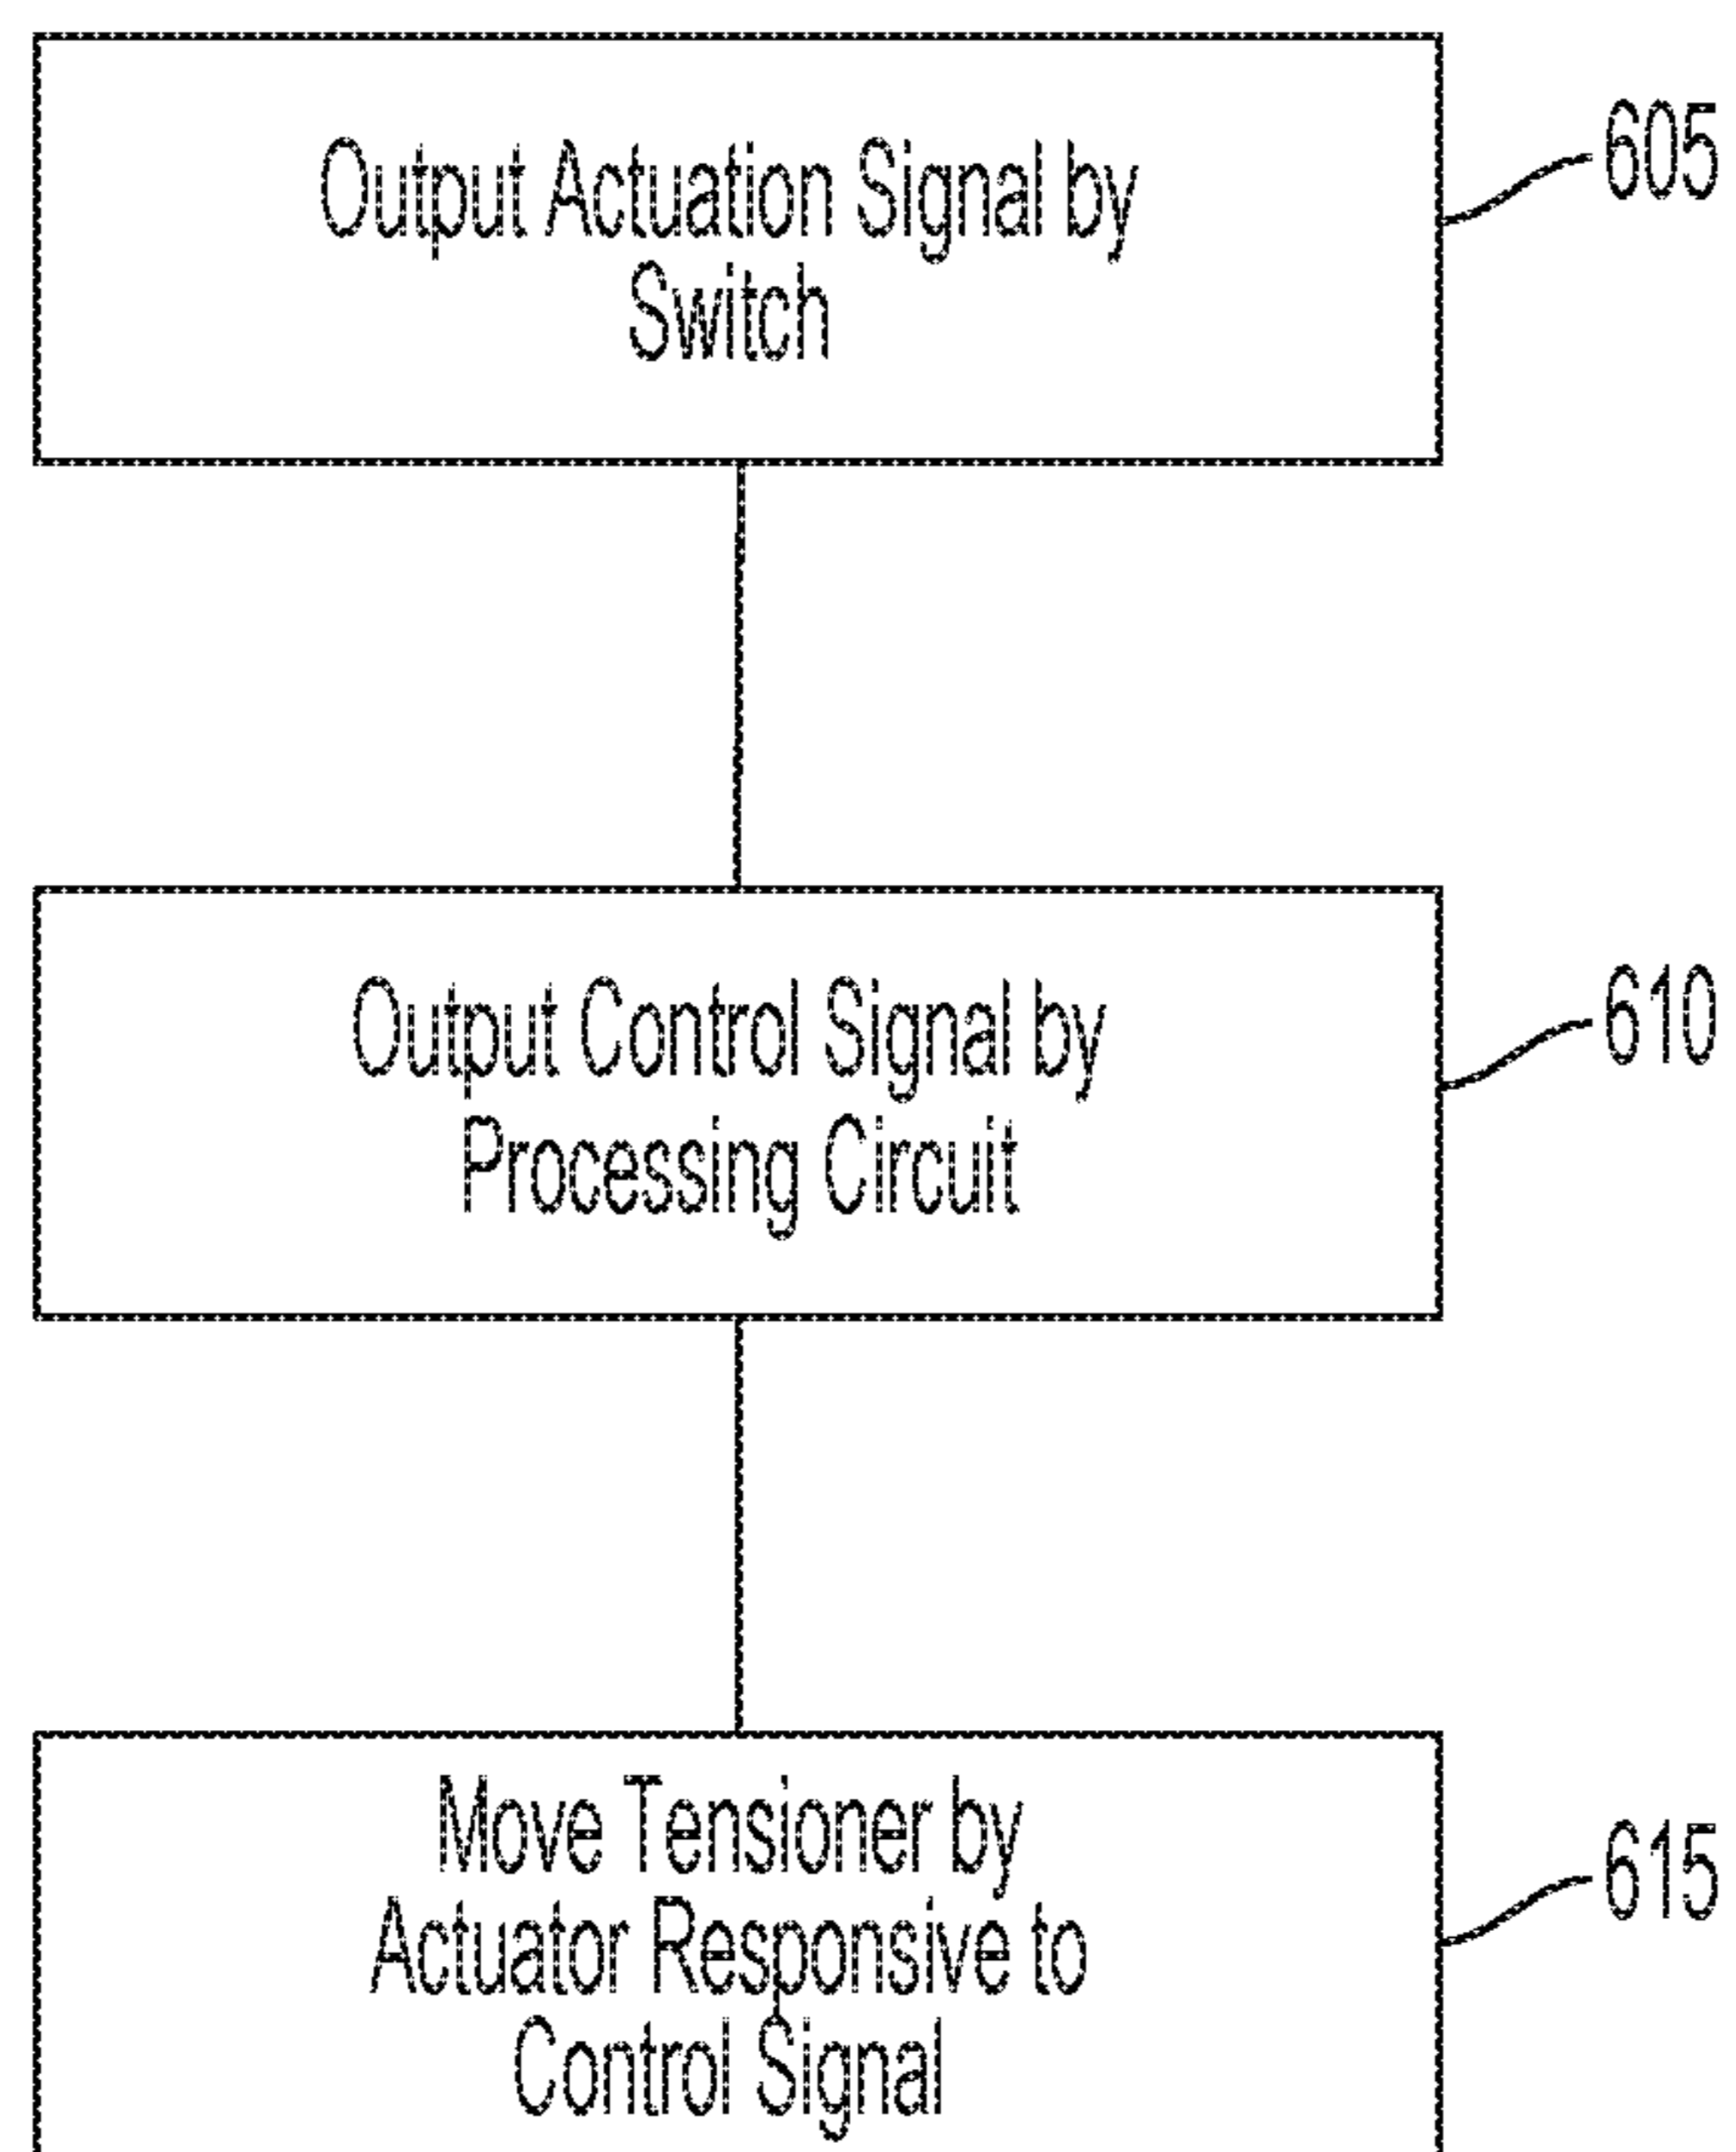 Output Actuation Signal by
Switch
605
Output Control Signal by
Processing Circuit
610
Move Tensioner by
Actuator Responsive to
Control Signal
615